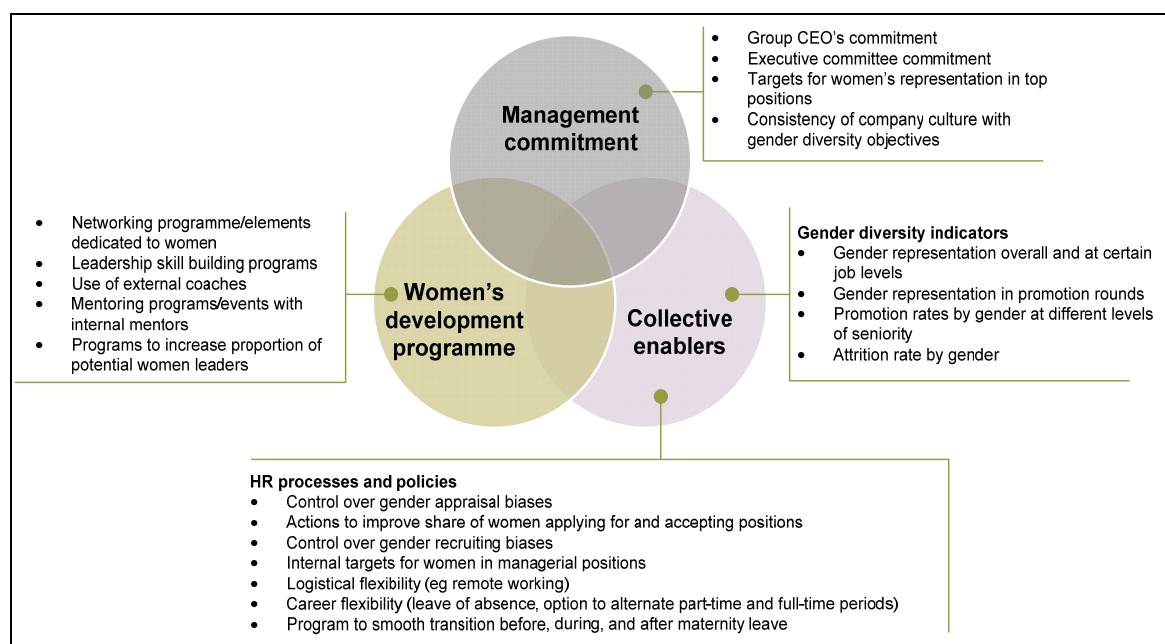 • Group CEO's commitment
• Executive committee commitment
• Targets for women's representation in top
positions
• Consistency of company culture with
gender diversity objectives
Management
commitment
• Networking programme/elements
dedicated to women
• Leadership skill building programs
• Use of external coaches
• Mentoring programs/events with
internal mentors
• Programs to increase proportion of
potential women leaders
Women's
development
programme
Collective
enablers
Gender diversity indicators
• Gender representation overall and at certain
job levels
• Gender representation in promotion rounds
• Promotion rates by gender at different levels
of seniority
• Attrition rate by gender
HR processes and policies
• Control over gender appraisal biases
• Actions to improve share of women applying for and accepting positions
• Control over gender recruiting biases
• Internal targets for women in managerial positions
• Logistical flexibility (eg remote working)
• Career flexibility (leave of absence, option to alternate part-time and full-time periods)
• Program to smooth transition before, during, and after maternity leave